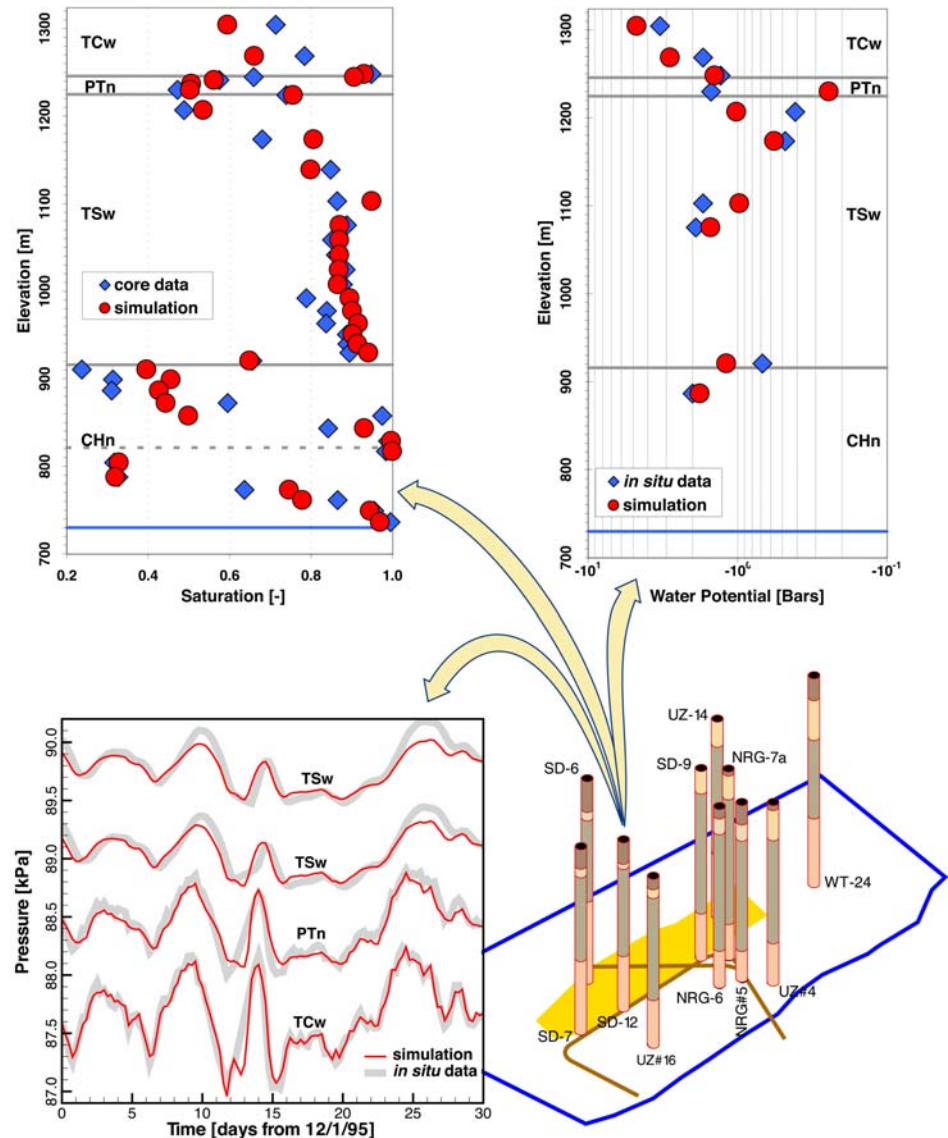 1300
1200
1100
1000
900
800
700
Elevation [m]
TCw
PTn
TSw
CHn
core data
simulation
0.2 0.4 0.6 0.8 1.0
Saturation [-]
1300
1200
1100
1000
900
800
700
Elevation [m]
TCw
PTn
TSw
CHn
in situ data
simulation
-10¹ -10⁰ -10⁻¹
Water Potential [Bars]
90.0
89.5
89.0
88.5
88.0
87.5
87.0
Pressure [kPa]
TSw
TSw
PTn
TCw
simulation
in situ data
0 5 10 15 20 25 30
Time [days from 12/1/95]
UZ-14
SD-6
SD-9
NRG-7a
WT-24
SD-7
SD-12
UZ#16
NRG-6
NRG#5
UZ#4